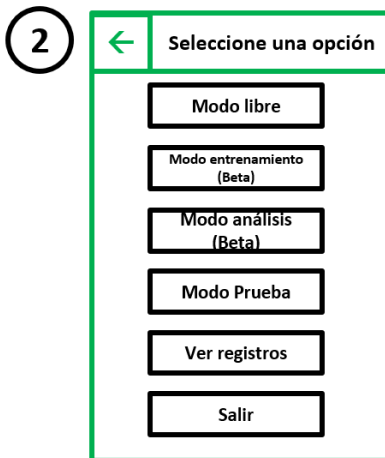 2
← Seleccione una opción
Modo libre
Modo entrenamiento
(Beta)
Modo análisis
(Beta)
Modo Prueba
Ver registros
Salir